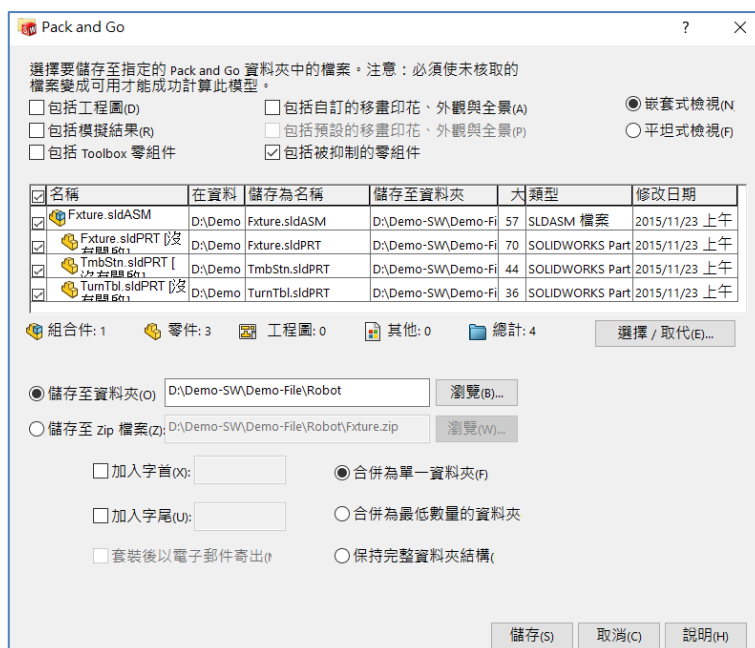 Pack and Go
選擇要儲存至指定的 Pack and Go 資料夾中的檔案。注意：必須使未核取的
檔案變成可用才能成功計算此模型。
包括工程圖(D) 包括自訂的移畫印花、外觀與全景(A) 嵌套式檢視(N
包括模擬結果(R) 包括預設的移畫印花、外觀與全景(P) 平坦式檢視(F)
包括 Toolbox 零組件 包括被抑制的零組件
名稱 在資料 儲存為名稱 儲存至資料夾 大 類型 修改日期
Fxture.sldASM D:\Demo Fxture.sldASM D:\Demo-SW\Demo-Fi 57 SLDASM 檔案 2015/11/23 上午
Fxture.sldPRT [沒有開啟] D:\Demo Fxture.sldPRT D:\Demo-SW\Demo-Fi 70 SOLIDWORKS Part 2015/11/23 上午
TmbStn.sldPRT [沒有開啟] D:\Demo TmbStn.sldPRT D:\Demo-SW\Demo-Fi 44 SOLIDWORKS Part 2015/11/23 上午
TurnTbl.sldPRT [沒有開啟] D:\Demo TurnTbl.sldPRT D:\Demo-SW\Demo-Fi 36 SOLIDWORKS Part 2015/11/23 上午
組合件: 1 零件: 3 工程圖: 0 其他: 0 總計: 4 選擇 / 取代(E)...
儲存至資料夾(O) D:\Demo-SW\Demo-File\Robot 瀏覽(B)...
儲存至 Zip 檔案(Z): D:\Demo-SW\Demo-File\Robot\Fxture.zip 瀏覽(W)...
加入字首(X): 合併為單一資料夾(F)
加入字尾(U): 合併為最低數量的資料夾
套裝後以電子郵件寄出( 保持完整資料夾結構(
儲存(S) 取消(C) 說明(H)